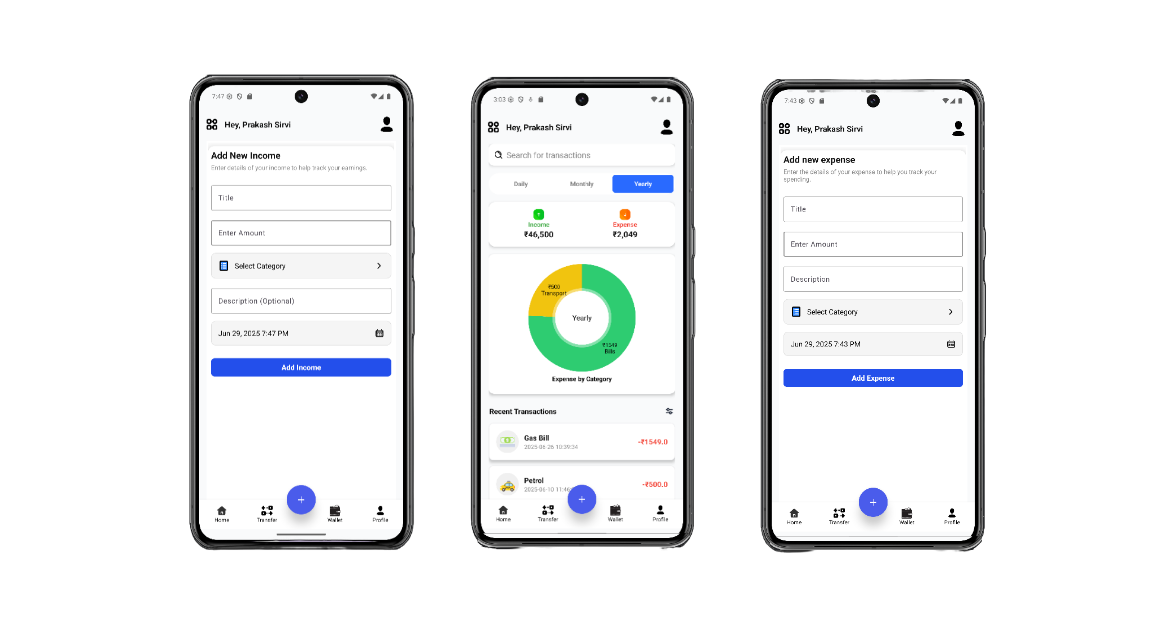 7:47
Hey, Prakash Sirvi
Add New Income
Enter details of your income to help track your earnings.
Title
Enter Amount
Select Category
Description (Optional)
Jun 29, 2025 7:47 PM
Add Income
+
Home
Transfer
Wallet
Profile
3:03
Hey, Prakash Sirvi
Search for transactions
Daily
Monthly
Yearly
Income
₹46,500
Expense
₹2,049
₹500
Transport
Yearly
₹1549
Bills
Expense by Category
Recent Transactions
Gas Bill
-₹1549.0
2025-06-26 10:39:34
Petrol
-₹500.0
2025-06-10 11:46
+
Home
Transfer
Wallet
Profile
7:43
Hey, Prakash Sirvi
Add new expense
Enter the details of your expense to help you track your
spending.
Title
Enter Amount
Description
Select Category
Jun 29, 2025 7:43 PM
Add Expense
+
Home
Transfer
Wallet
Profile